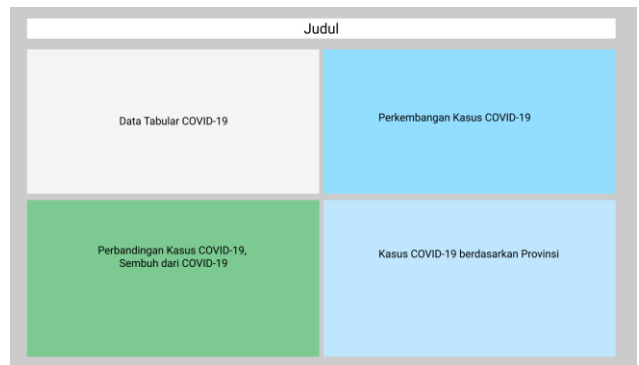 Judul
Data Tabular COVID-19
Perkembangan Kasus COVID-19
Perbandingan Kasus COVID-19,
Sembuh dari COVID-19
Kasus COVID-19 berdasarkan Provinsi